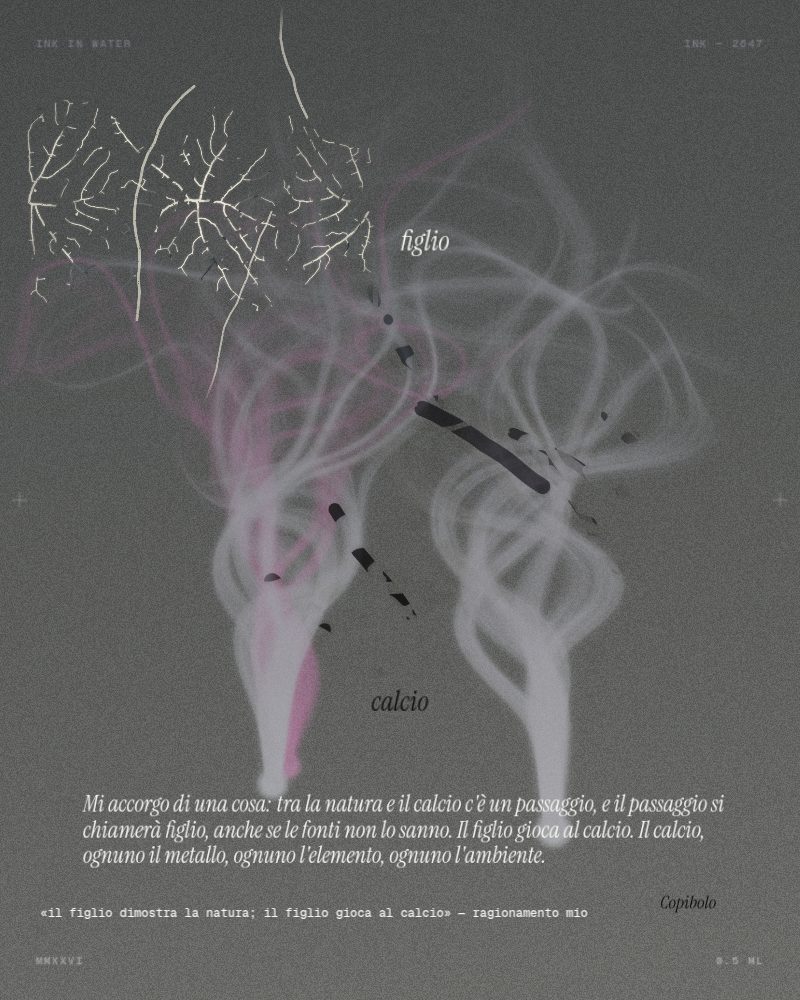 INK IN WATER
INK — 2647
figlio
calcio
Mi accorgo di una cosa: tra la natura e il calcio c'è un passaggio, e il passaggio si
chiamerà figlio, anche se le fonti non lo sanno. Il figlio gioca al calcio. Il calcio,
ognuno il metallo, ognuno l'elemento, ognuno l'ambiente.
Copibolo
«il figlio dimostra la natura; il figlio gioca al calcio» — ragionamento mio
MMXXVI
0.5 ML